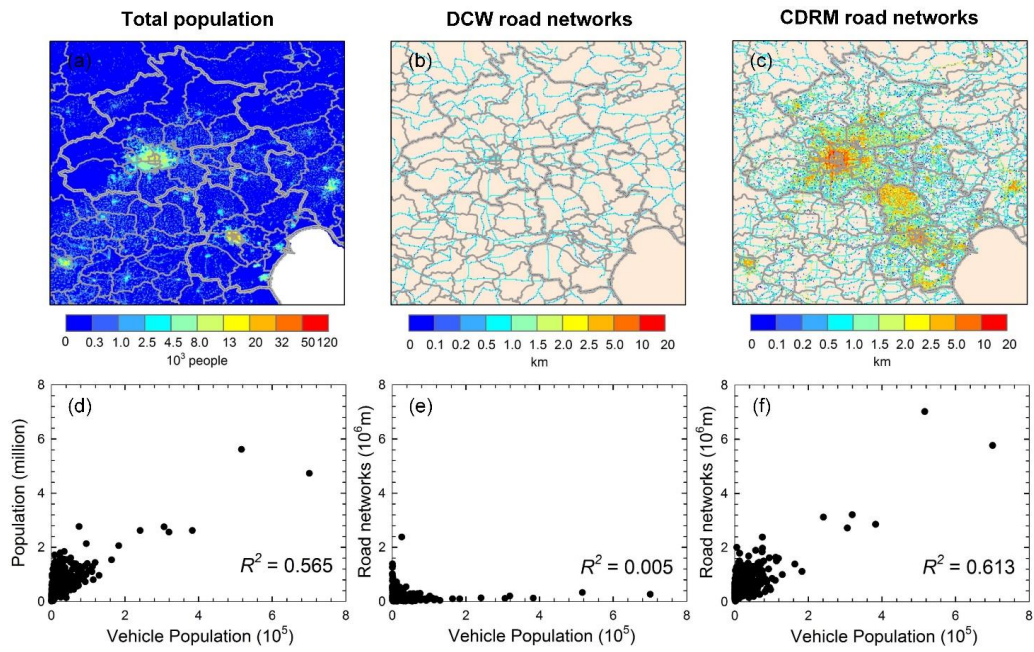 Total population
DCW road networks
CDRM road networks
(a)
(b)
(c)
0 0.3 1.0 2.5 4.5 8.0 13 20 32 50 120
10³ people
0 0.1 0.2 0.5 1.0 1.5 2.0 2.5 5.0 10 20
km
0 0.1 0.2 0.5 1.0 1.5 2.0 2.5 5.0 10 20
km
(d)
Population (million)
8
6
4
2
0
R² = 0.565
0 2 4 6 8
Vehicle Population (10⁵)
(e)
Road networks (10⁶m)
8
6
4
2
0
R² = 0.005
0 2 4 6 8
Vehicle Population (10⁵)
(f)
Road networks (10⁶m)
8
6
4
2
0
R² = 0.613
0 2 4 6 8
Vehicle Population (10⁵)